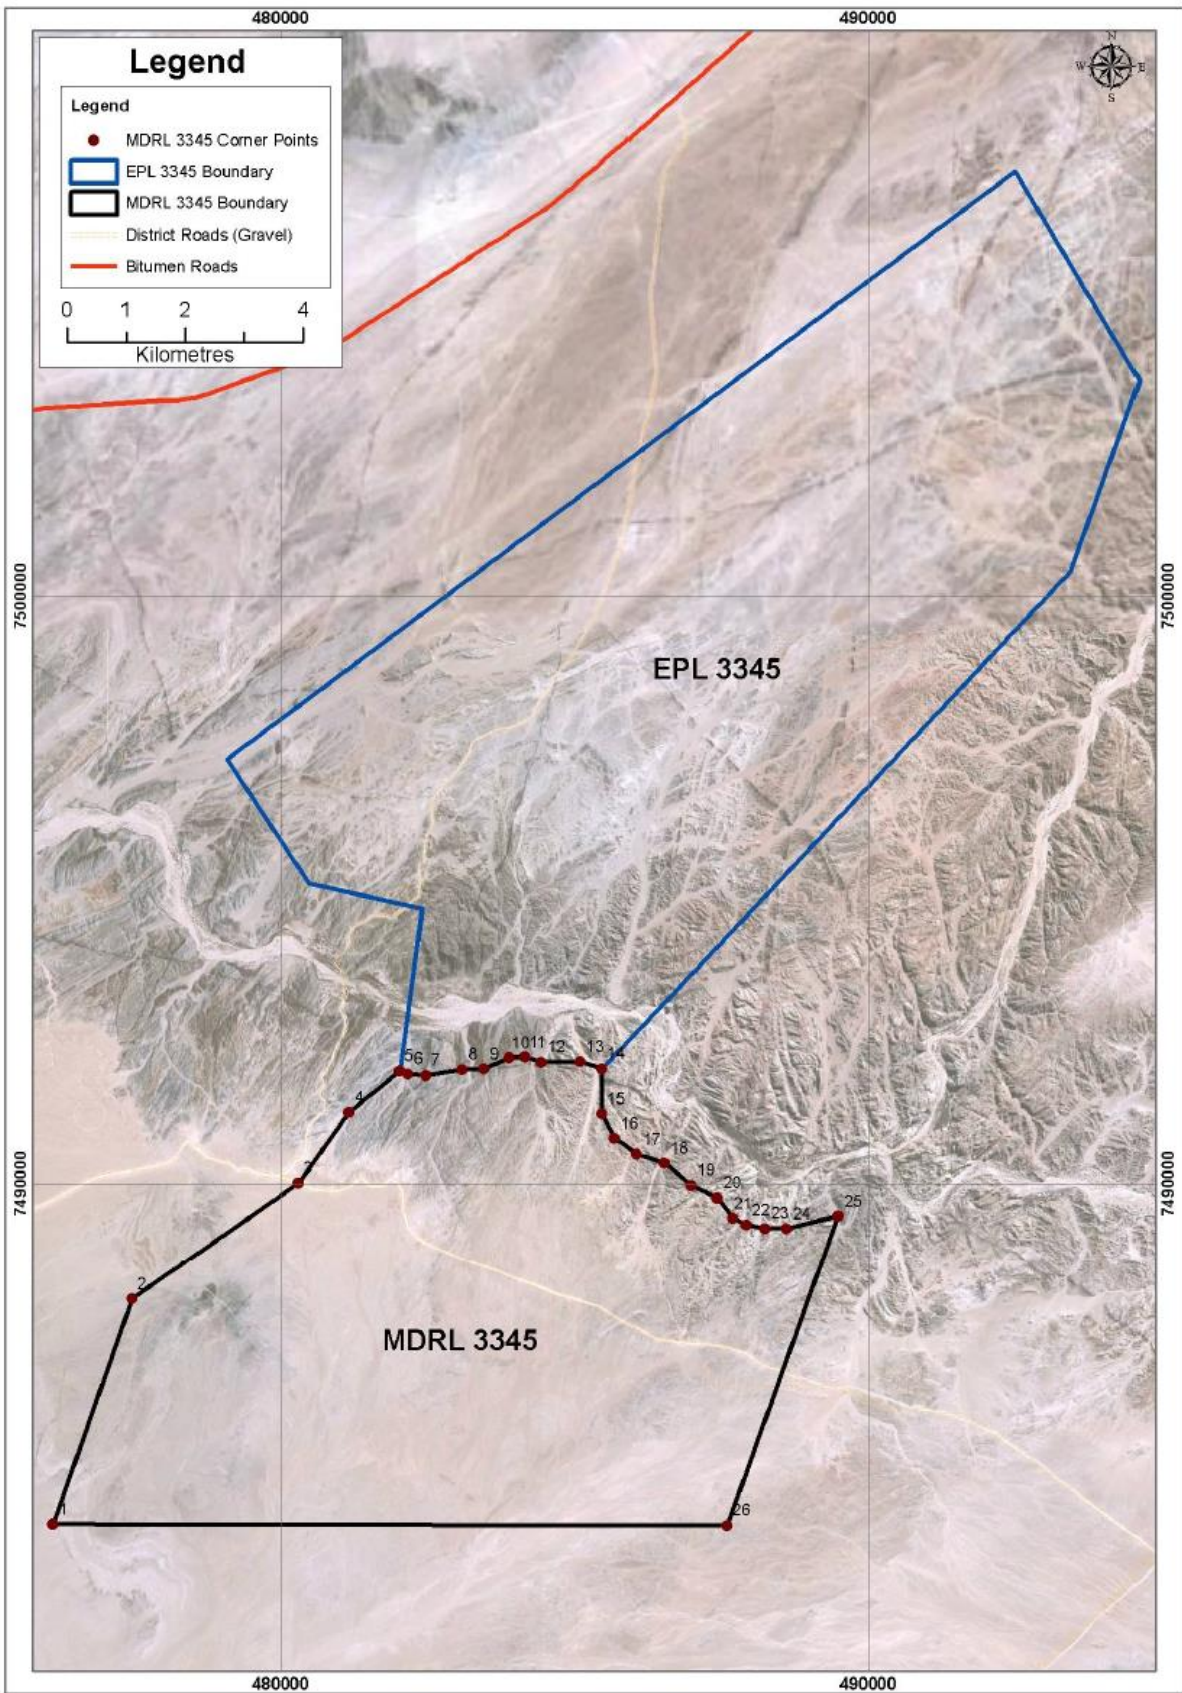 480000
490000
Legend
Legend
MDRL 3345 Corner Points
EPL 3345 Boundary
MDRL 3345 Boundary
District Roads (Gravel)
Bitumen Roads
0 1 2 4
Kilometres
N
W E
S
7500000
7500000
EPL 3345
5 6 7 8 9 10 11 12 13 14
4
15
16
17
18
3
19
20
7490000
7490000
21 22 23 24 25
2
MDRL 3345
1
26
480000
490000